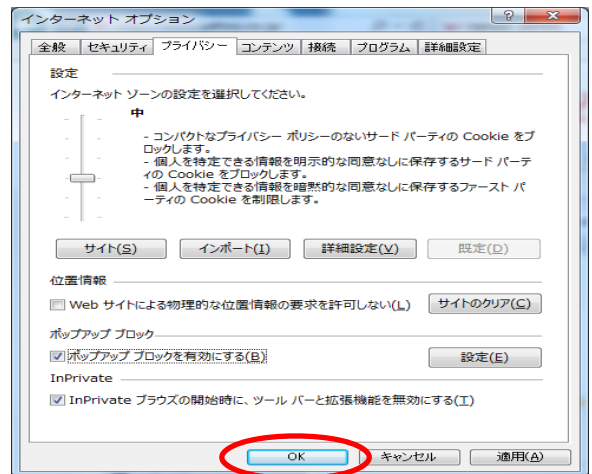 インターネット オプション
全般 セキュリティ プライバシー コンテンツ 接続 プログラム 詳細設定
設定
インターネット ゾーンの設定を選択してください。
中
- コンパクトなプライバシー ポリシーのないサード パーティの Cookie をブ
ロックします。
- 個人を特定できる情報を明示的な同意なしに保存するサード パーテ
ィの Cookie をブロックします。
- 個人を特定できる情報を暗黙的な同意なしに保存するファースト パ
ーティの Cookie を制限します。
サイト(S) インポート(I) 詳細設定(V) 既定(D)
位置情報
Web サイトによる物理的な位置情報の要求を許可しない(L) サイトのクリア(C)
ポップアップ ブロック
ポップアップ ブロックを有効にする(B) 設定(E)
InPrivate
InPrivate ブラウズの開始時に、ツール バーと拡張機能を無効にする(T)
OK キャンセル 適用(A)